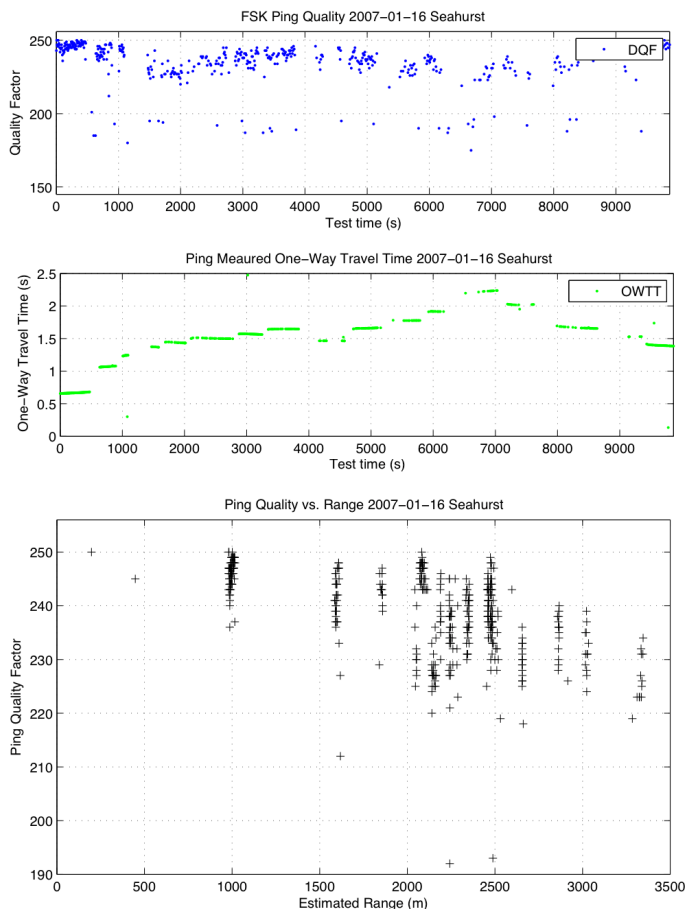 FSK Ping Quality 2007−01−16 Seahurst
250
200
150
Quality Factor
DQF
0 1000 2000 3000 4000 5000 6000 7000 8000 9000
Test time (s)
Ping Meaured One−Way Travel Time 2007−01−16 Seahurst
2.5
2
1.5
1
0.5
0
One−Way Travel Time (s)
OWTT
0 1000 2000 3000 4000 5000 6000 7000 8000 9000
Test time (s)
Ping Quality vs. Range 2007−01−16 Seahurst
250
240
230
220
210
200
190
Ping Quality Factor
0 500 1000 1500 2000 2500 3000 3500
Estimated Range (m)